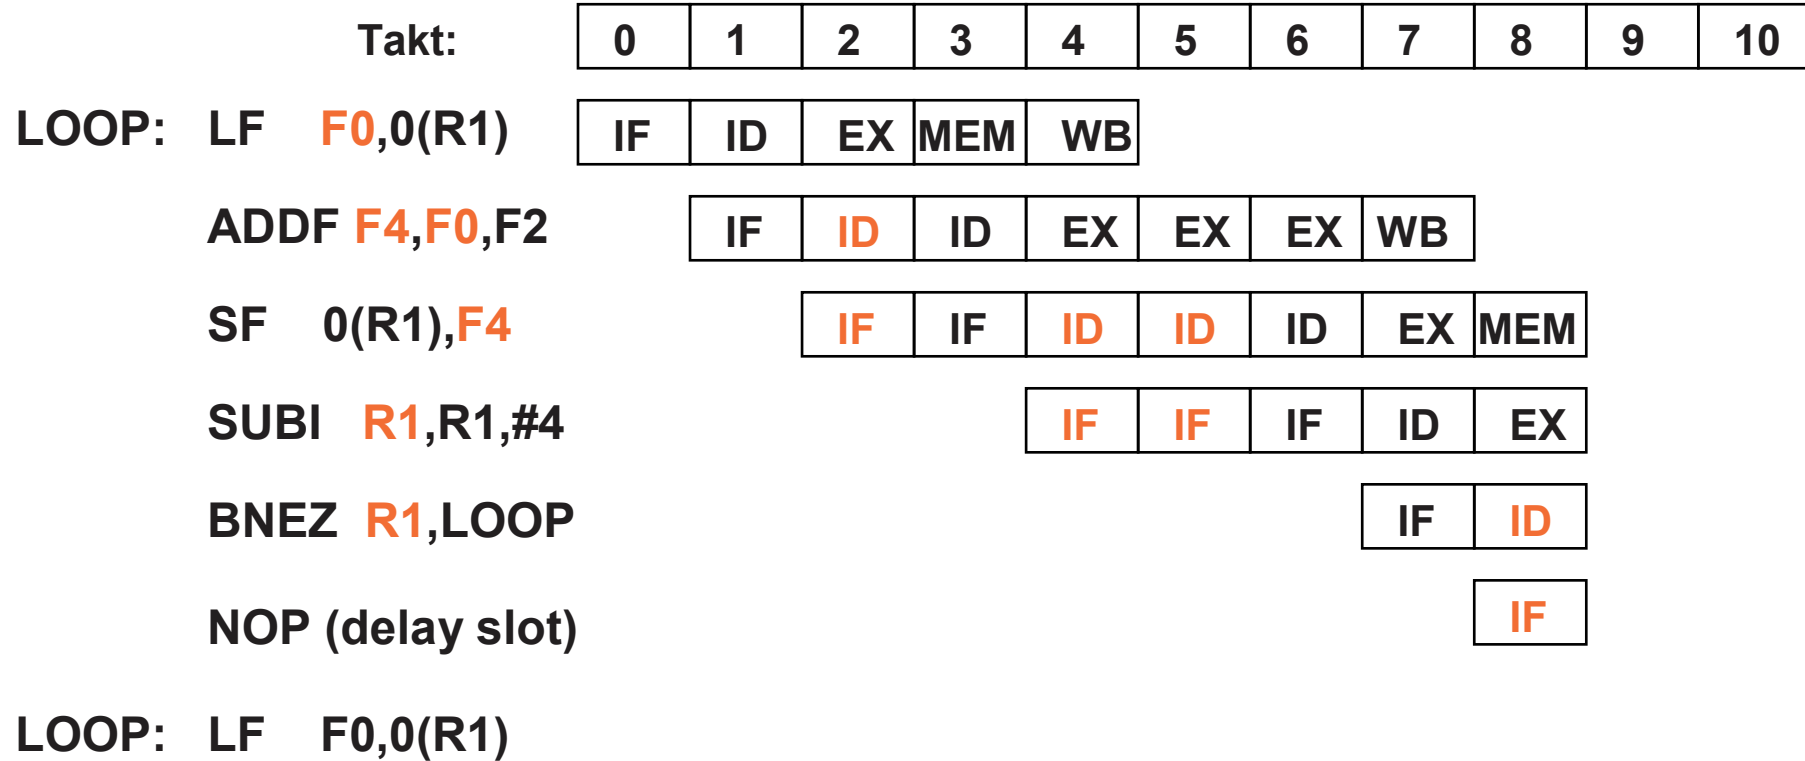 Takt: 0 1 2 3 4 5 6 7 8 9 10
LOOP: LF F0,0(R1) IF ID EX MEM WB
ADDF F4,F0,F2 IF ID ID EX EX EX WB
SF 0(R1),F4 IF IF ID ID ID EX MEM
SUBI R1,R1,#4 IF IF IF ID EX
BNEZ R1,LOOP IF ID
NOP (delay slot) IF
LOOP: LF F0,0(R1)